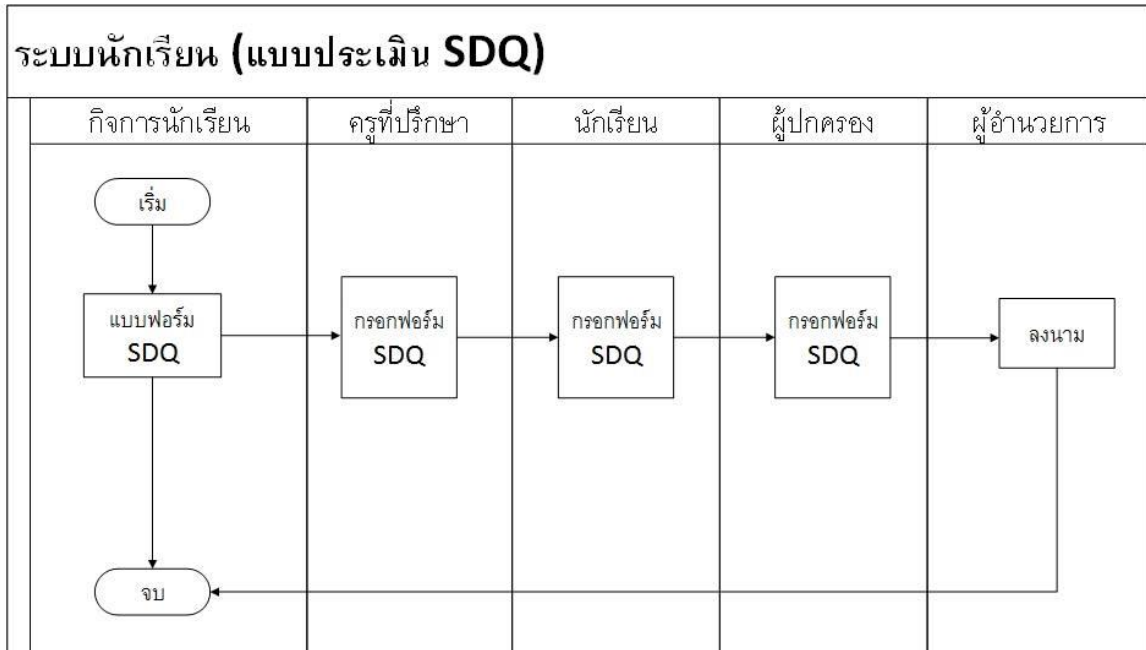 ระบบนักเรียน (แบบประเมิน SDQ)
กิจการนักเรียน
ครูที่ปรึกษา
นักเรียน
ผู้ปกครอง
ผู้อำนวยการ
เริ่ม
แบบฟอร์ม
SDQ
กรอกฟอร์ม
SDQ
กรอกฟอร์ม
SDQ
กรอกฟอร์ม
SDQ
ลงนาม
จบ